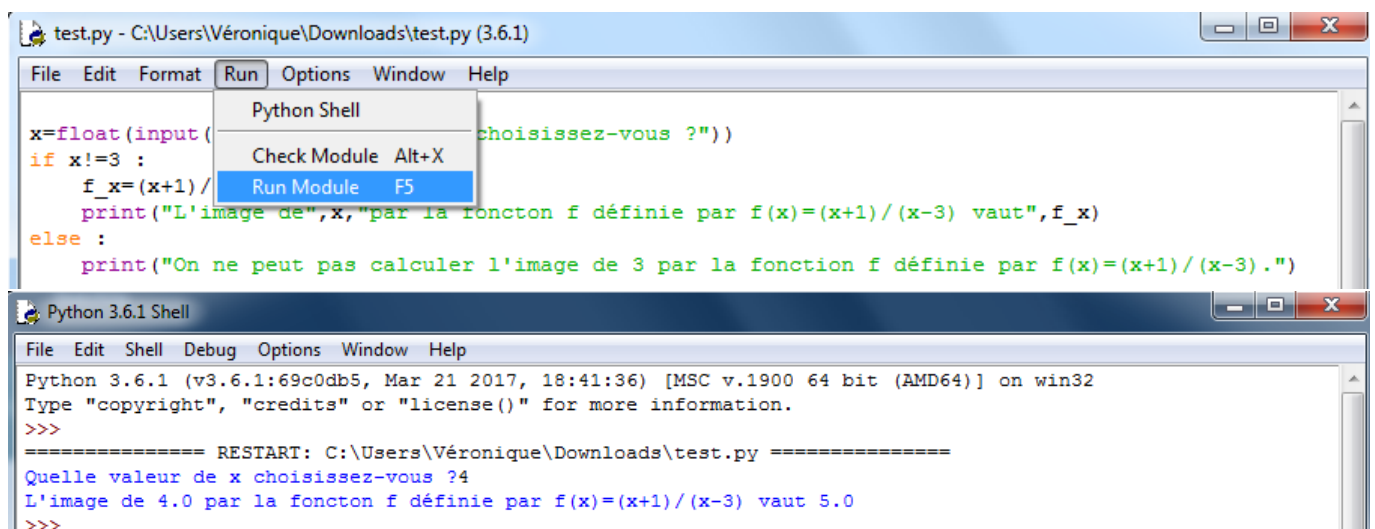 test.py - C:\Users\Véronique\Downloads\test.py (3.6.1)
File Edit Format Run Options Window Help
Python Shell
Check Module Alt+X
Run Module F5
x=float(input( choisissez-vous ?"))
if x!=3 :
    f_x=(x+1)/
    print("L'image de",x,"par la foncton f définie par f(x)=(x+1)/(x-3) vaut",f_x)
else :
    print("On ne peut pas calculer l'image de 3 par la fonction f définie par f(x)=(x+1)/(x-3).")
Python 3.6.1 Shell
File Edit Shell Debug Options Window Help
Python 3.6.1 (v3.6.1:69c0db5, Mar 21 2017, 18:41:36) [MSC v.1900 64 bit (AMD64)] on win32
Type "copyright", "credits" or "license()" for more information.
>>>
=============== RESTART: C:\Users\Véronique\Downloads\test.py ===============
Quelle valeur de x choisissez-vous ?4
L'image de 4.0 par la foncton f définie par f(x)=(x+1)/(x-3) vaut 5.0
>>>